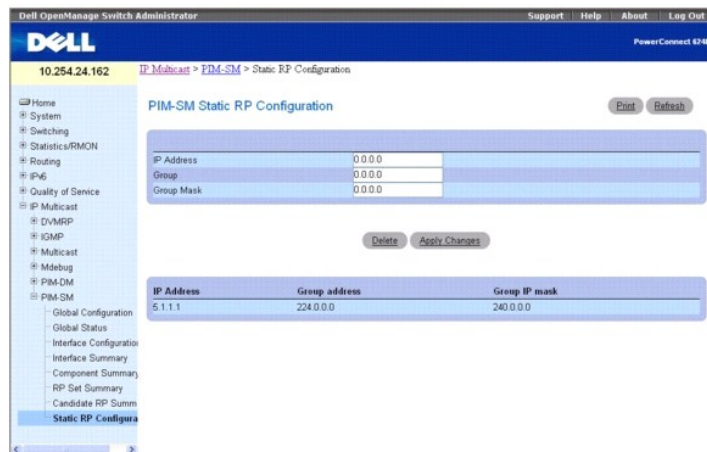 Dell OpenManage Switch Administrator
Support Help About Log Out
DELL
PowerConnect 624
10.254.24.162
IP Multicast > PIM-SM > Static RP Configuration
Home
System
Switching
Statistics/RMON
Routing
IPv6
Quality of Service
IP Multicast
DVMRP
IGMP
Multicast
Mdebug
PIM-DM
PIM-SM
Global Configuration
Global Status
Interface Configuration
Interface Summary
Component Summary
RP Set Summary
Candidate RP Summ
Static RP Configura
PIM-SM Static RP Configuration
Print Refresh
IP Address 0.0.0.0
Group 0.0.0.0
Group Mask 0.0.0.0
Delete Apply Changes
IP Address Group address Group IP mask
5.1.1.1 224.0.0.0 240.0.0.0